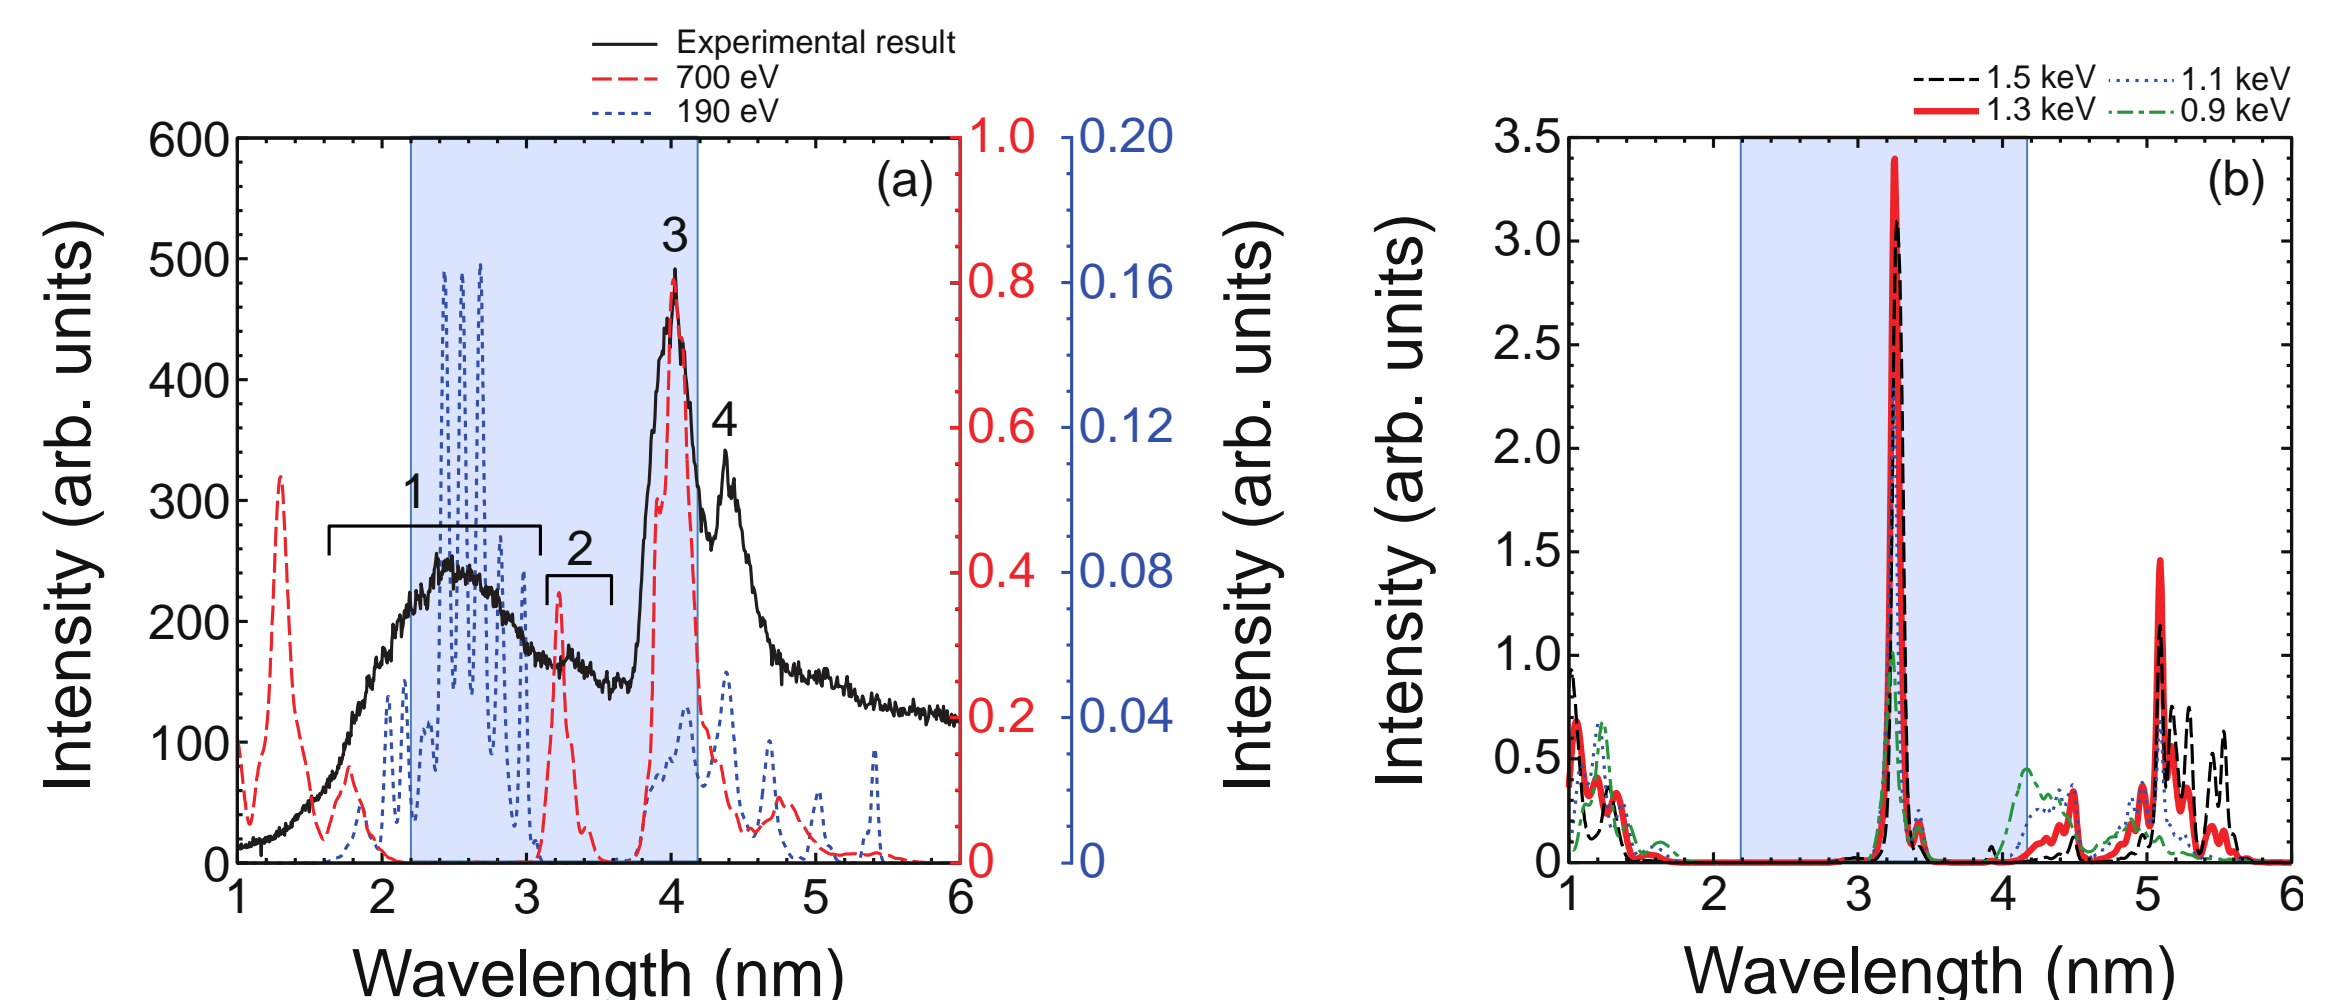 Experimental result
700 eV
190 eV
1.5 keV 1.1 keV
1.3 keV 0.9 keV
(a)
600
500
400
300
200
100
0
1 2 3 4 5 6
1
2
3
4
1.0
0.8
0.6
0.4
0.2
0
0.20
0.16
0.12
0.08
0.04
0
Intensity (arb. units)
Intensity (arb. units)
Wavelength (nm)
(b)
3.5
3.0
2.5
2.0
1.5
1.0
0.5
0
1 2 3 4 5 6
Intensity (arb. units)
Wavelength (nm)